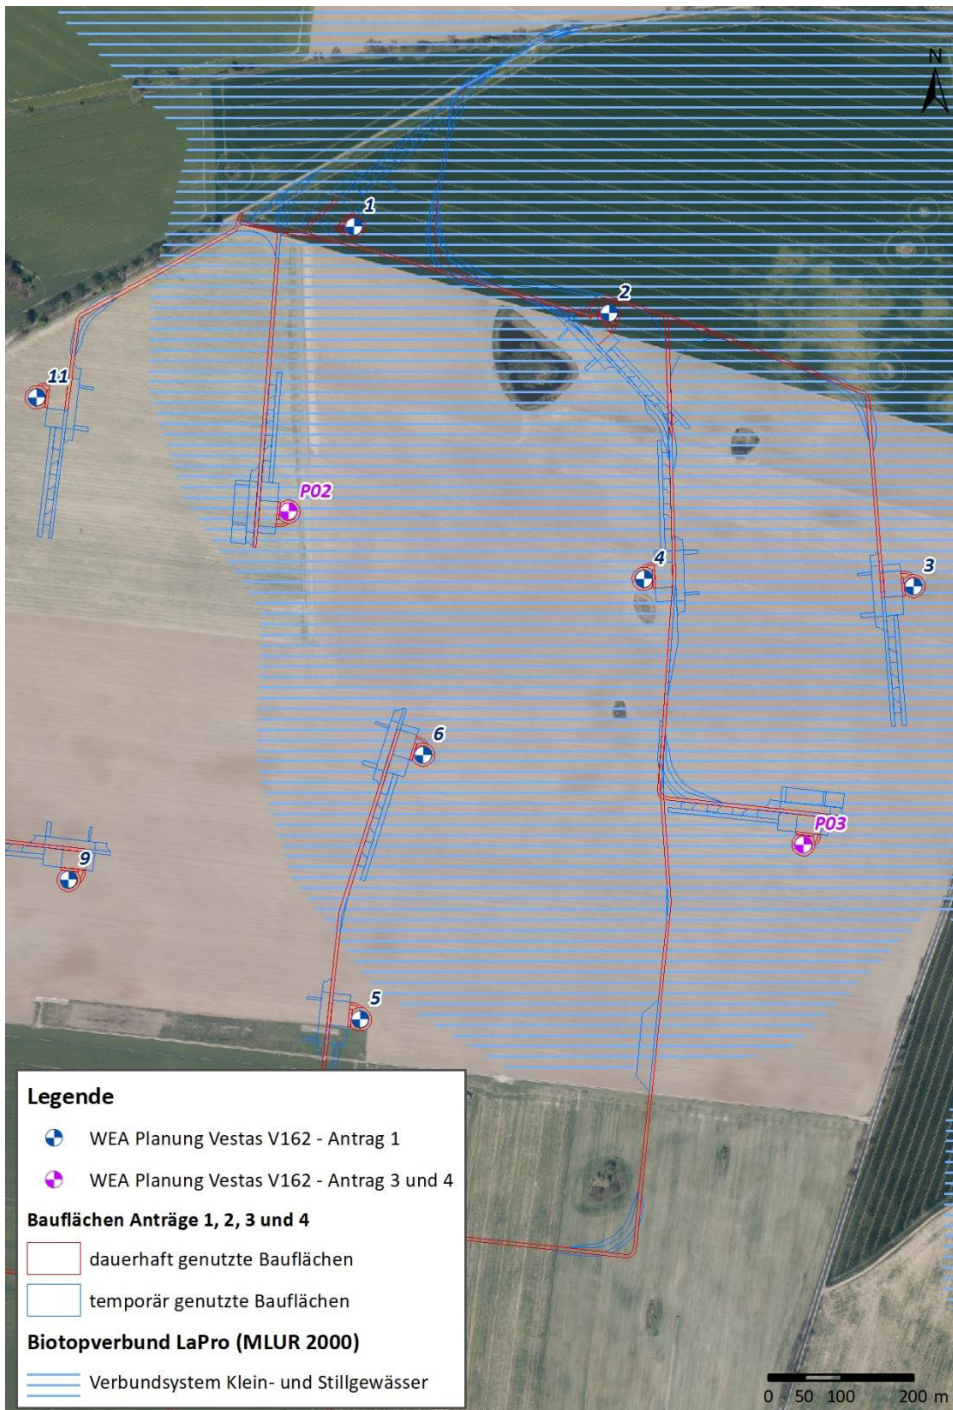 N
1
2
11
P02
4
3
6
P03
9
5
Legende
WEA Planung Vestas V162 - Antrag 1
WEA Planung Vestas V162 - Antrag 3 und 4
Bauflächen Anträge 1, 2, 3 und 4
dauerhaft genutzte Bauflächen
temporär genutzte Bauflächen
Biotopverbund LaPro (MLUR 2000)
Verbundsystem Klein- und Stillgewässer
0 50 100 200 m